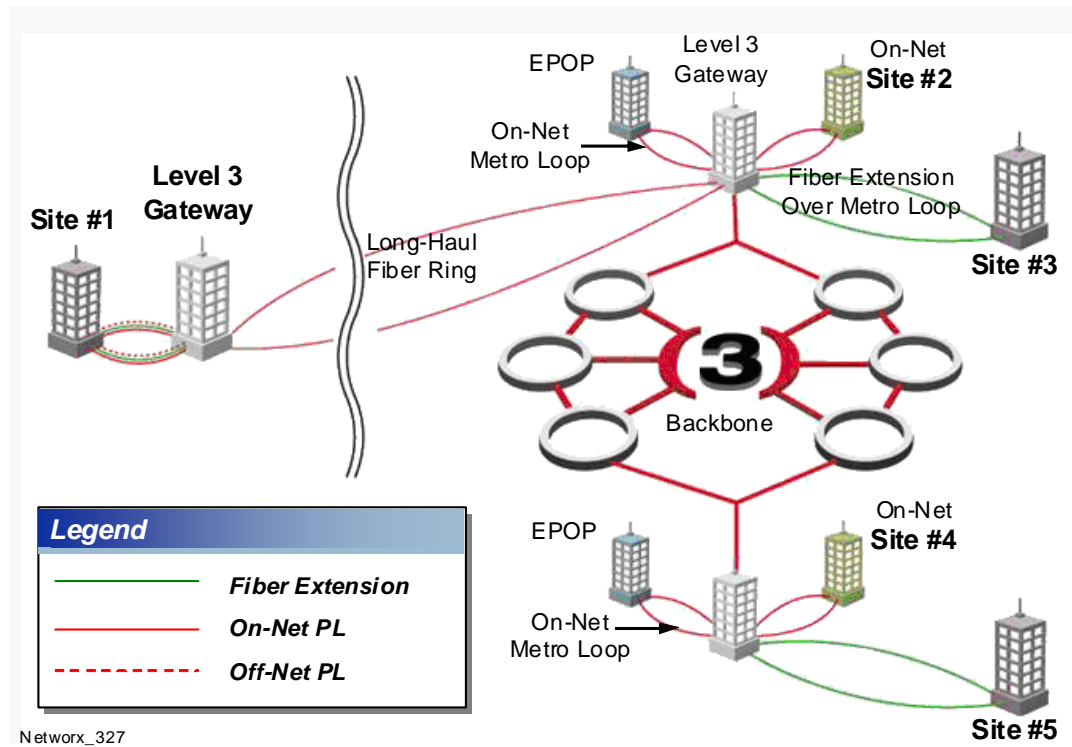 EPOP
Level 3
Gateway
On-Net
Site #2
On-Net
Metro Loop
Level 3
Gateway
Site #1
Fiber Extension
Over Metro Loop
Long-Haul
Fiber Ring
Site #3
(3)
Backbone
EPOP
On-Net
Site #4
On-Net
Metro Loop
Site #5
Legend
Fiber Extension
On-Net PL
Off-Net PL
Networx_327